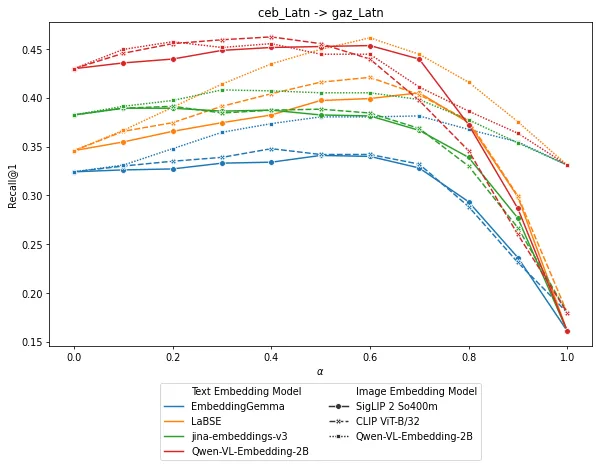 ceb_Latn -> gaz_Latn
Recall@1
0.45
0.40
0.35
0.30
0.25
0.20
0.15
0.0 0.2 0.4 0.6 0.8 1.0
α
Text Embedding Model Image Embedding Model
EmbeddingGemma SigLIP 2 So400m
LaBSE CLIP ViT-B/32
jina-embeddings-v3 Qwen-VL-Embedding-2B
Qwen-VL-Embedding-2B